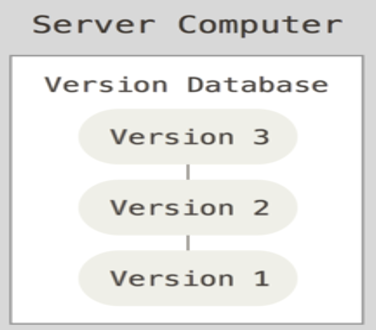 Server Computer
Version Database
Version 3
Version 2
Version 1